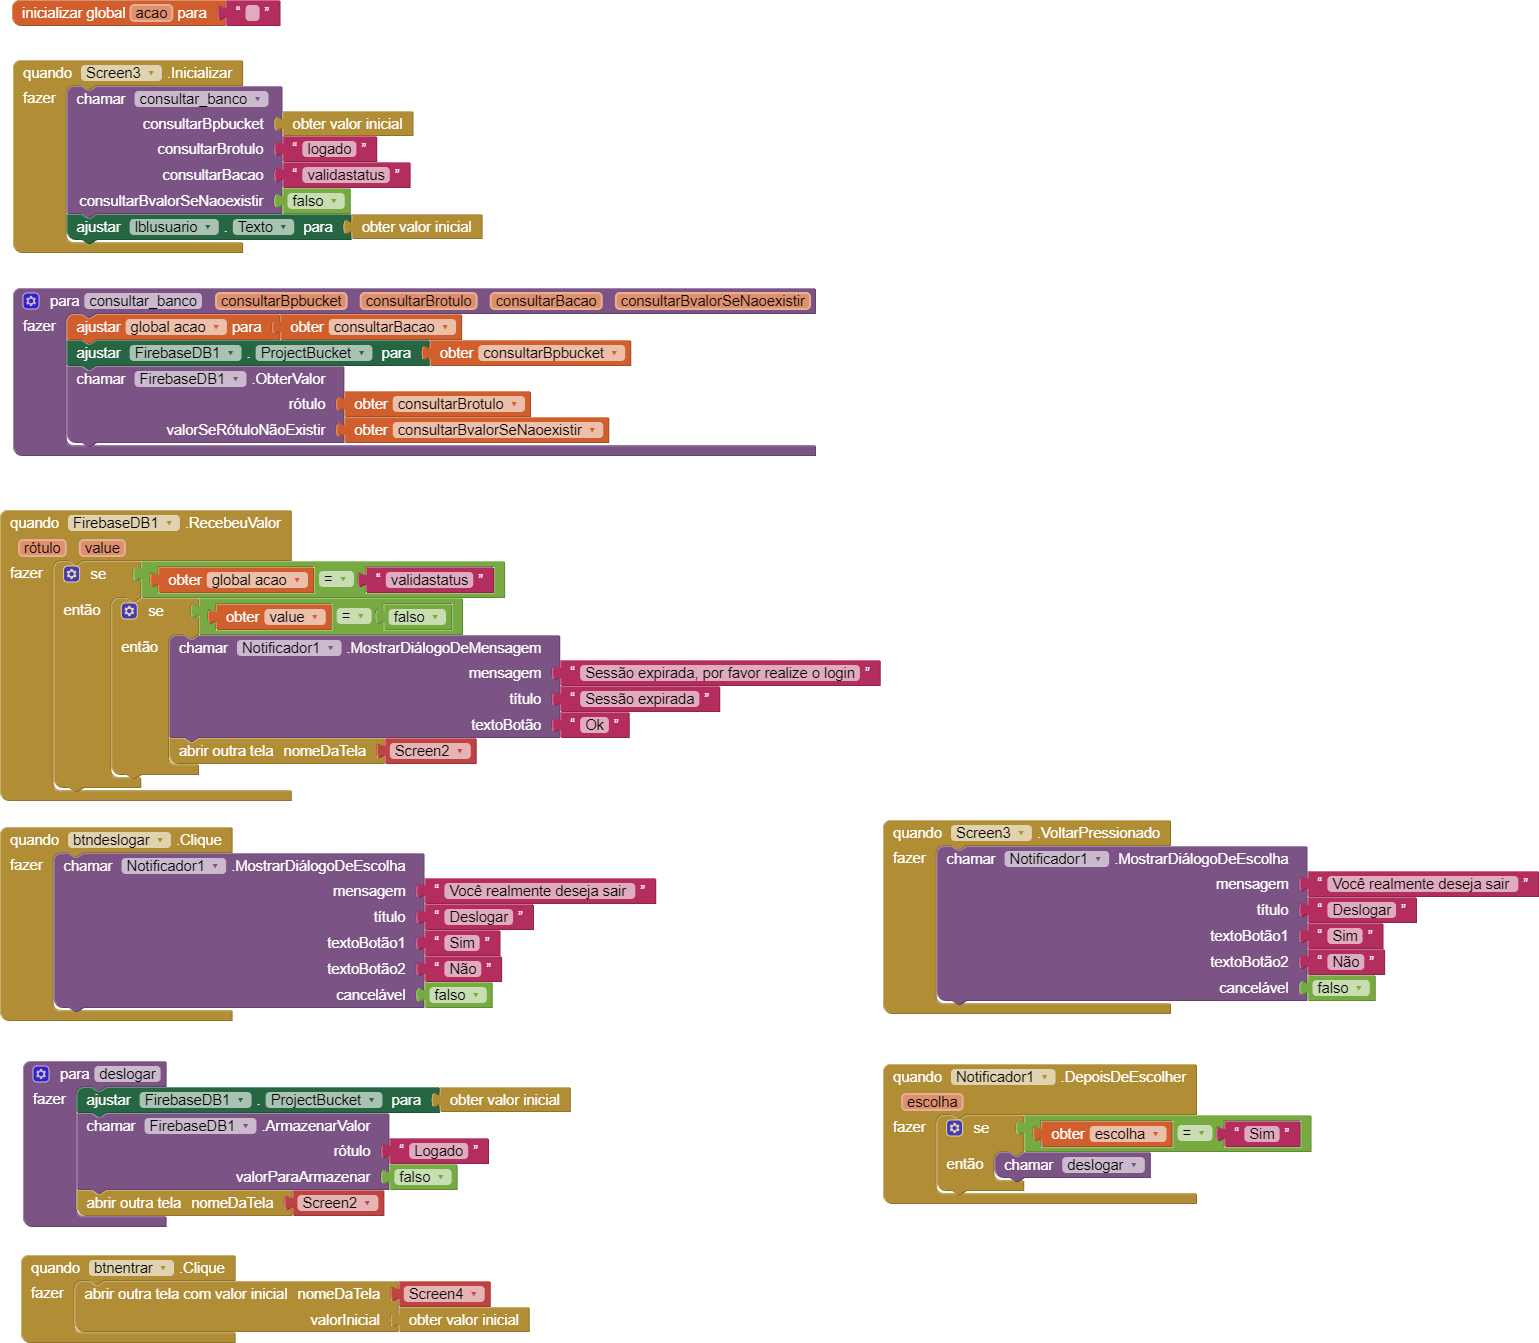 inicializar global acao para “ ”
quando Screen3 .Inicializar
fazer chamar consultar_banco
consultarBpbucket obter valor inicial
consultarBrotulo “ logado ”
consultarBacao “ validastatus ”
consultarBvalorSeNaoexistir falso
ajustar lblusuario . Texto para obter valor inicial
para consultar_banco consultarBpbucket consultarBrotulo consultarBacao consultarBvalorSeNaoexistir
fazer ajustar global acao para obter consultarBacao
ajustar FirebaseDB1 . ProjectBucket para obter consultarBpbucket
chamar FirebaseDB1 .ObterValor
rótulo obter consultarBrotulo
valorSeRótuloNãoExistir obter consultarBvalorSeNaoexistir
quando FirebaseDB1 .RecebeuValor
rótulo value
fazer se obter global acao = “ validastatus ”
então se obter value = falso
então chamar Notificador1 .MostrarDiálogoDeMensagem
mensagem “ Sessão expirada, por favor realize o login ”
título “ Sessão expirada ”
textoBotão “ Ok ”
abrir outra tela nomeDaTela Screen2
quando btndeslogar .Clique
fazer chamar Notificador1 .MostrarDiálogoDeEscolha
mensagem “ Você realmente deseja sair ”
título “ Deslogar ”
textoBotão1 “ Sim ”
textoBotão2 “ Não ”
cancelável falso
quando Screen3 .VoltarPressionado
fazer chamar Notificador1 .MostrarDiálogoDeEscolha
mensagem “ Você realmente deseja sair ”
título “ Deslogar ”
textoBotão1 “ Sim ”
textoBotão2 “ Não ”
cancelável falso
para deslogar
fazer ajustar FirebaseDB1 . ProjectBucket para obter valor inicial
chamar FirebaseDB1 .ArmazenarValor
rótulo “ Logado ”
valorParaArmazenar falso
abrir outra tela nomeDaTela Screen2
quando Notificador1 .DepoisDeEscolher
escolha
fazer se obter escolha = “ Sim ”
então chamar deslogar
quando btnentrar .Clique
fazer abrir outra tela com valor inicial nomeDaTela Screen4
valorInicial obter valor inicial